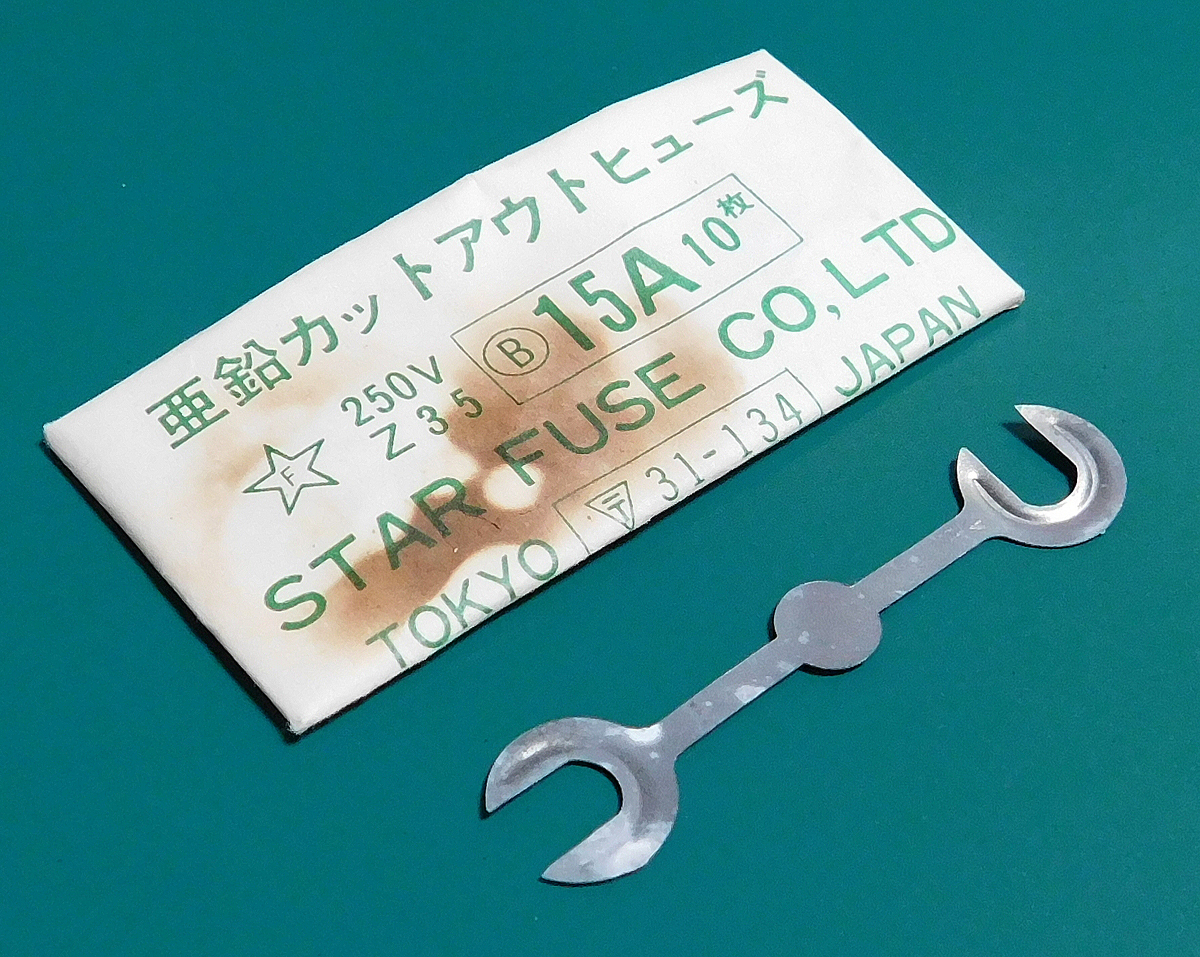 亜鉛カットアウトヒューズ
250V
Z35
Ⓑ 15A 10枚
F
STAR FUSE CO,LTD
TOKYO
〒 31-134
JAPAN